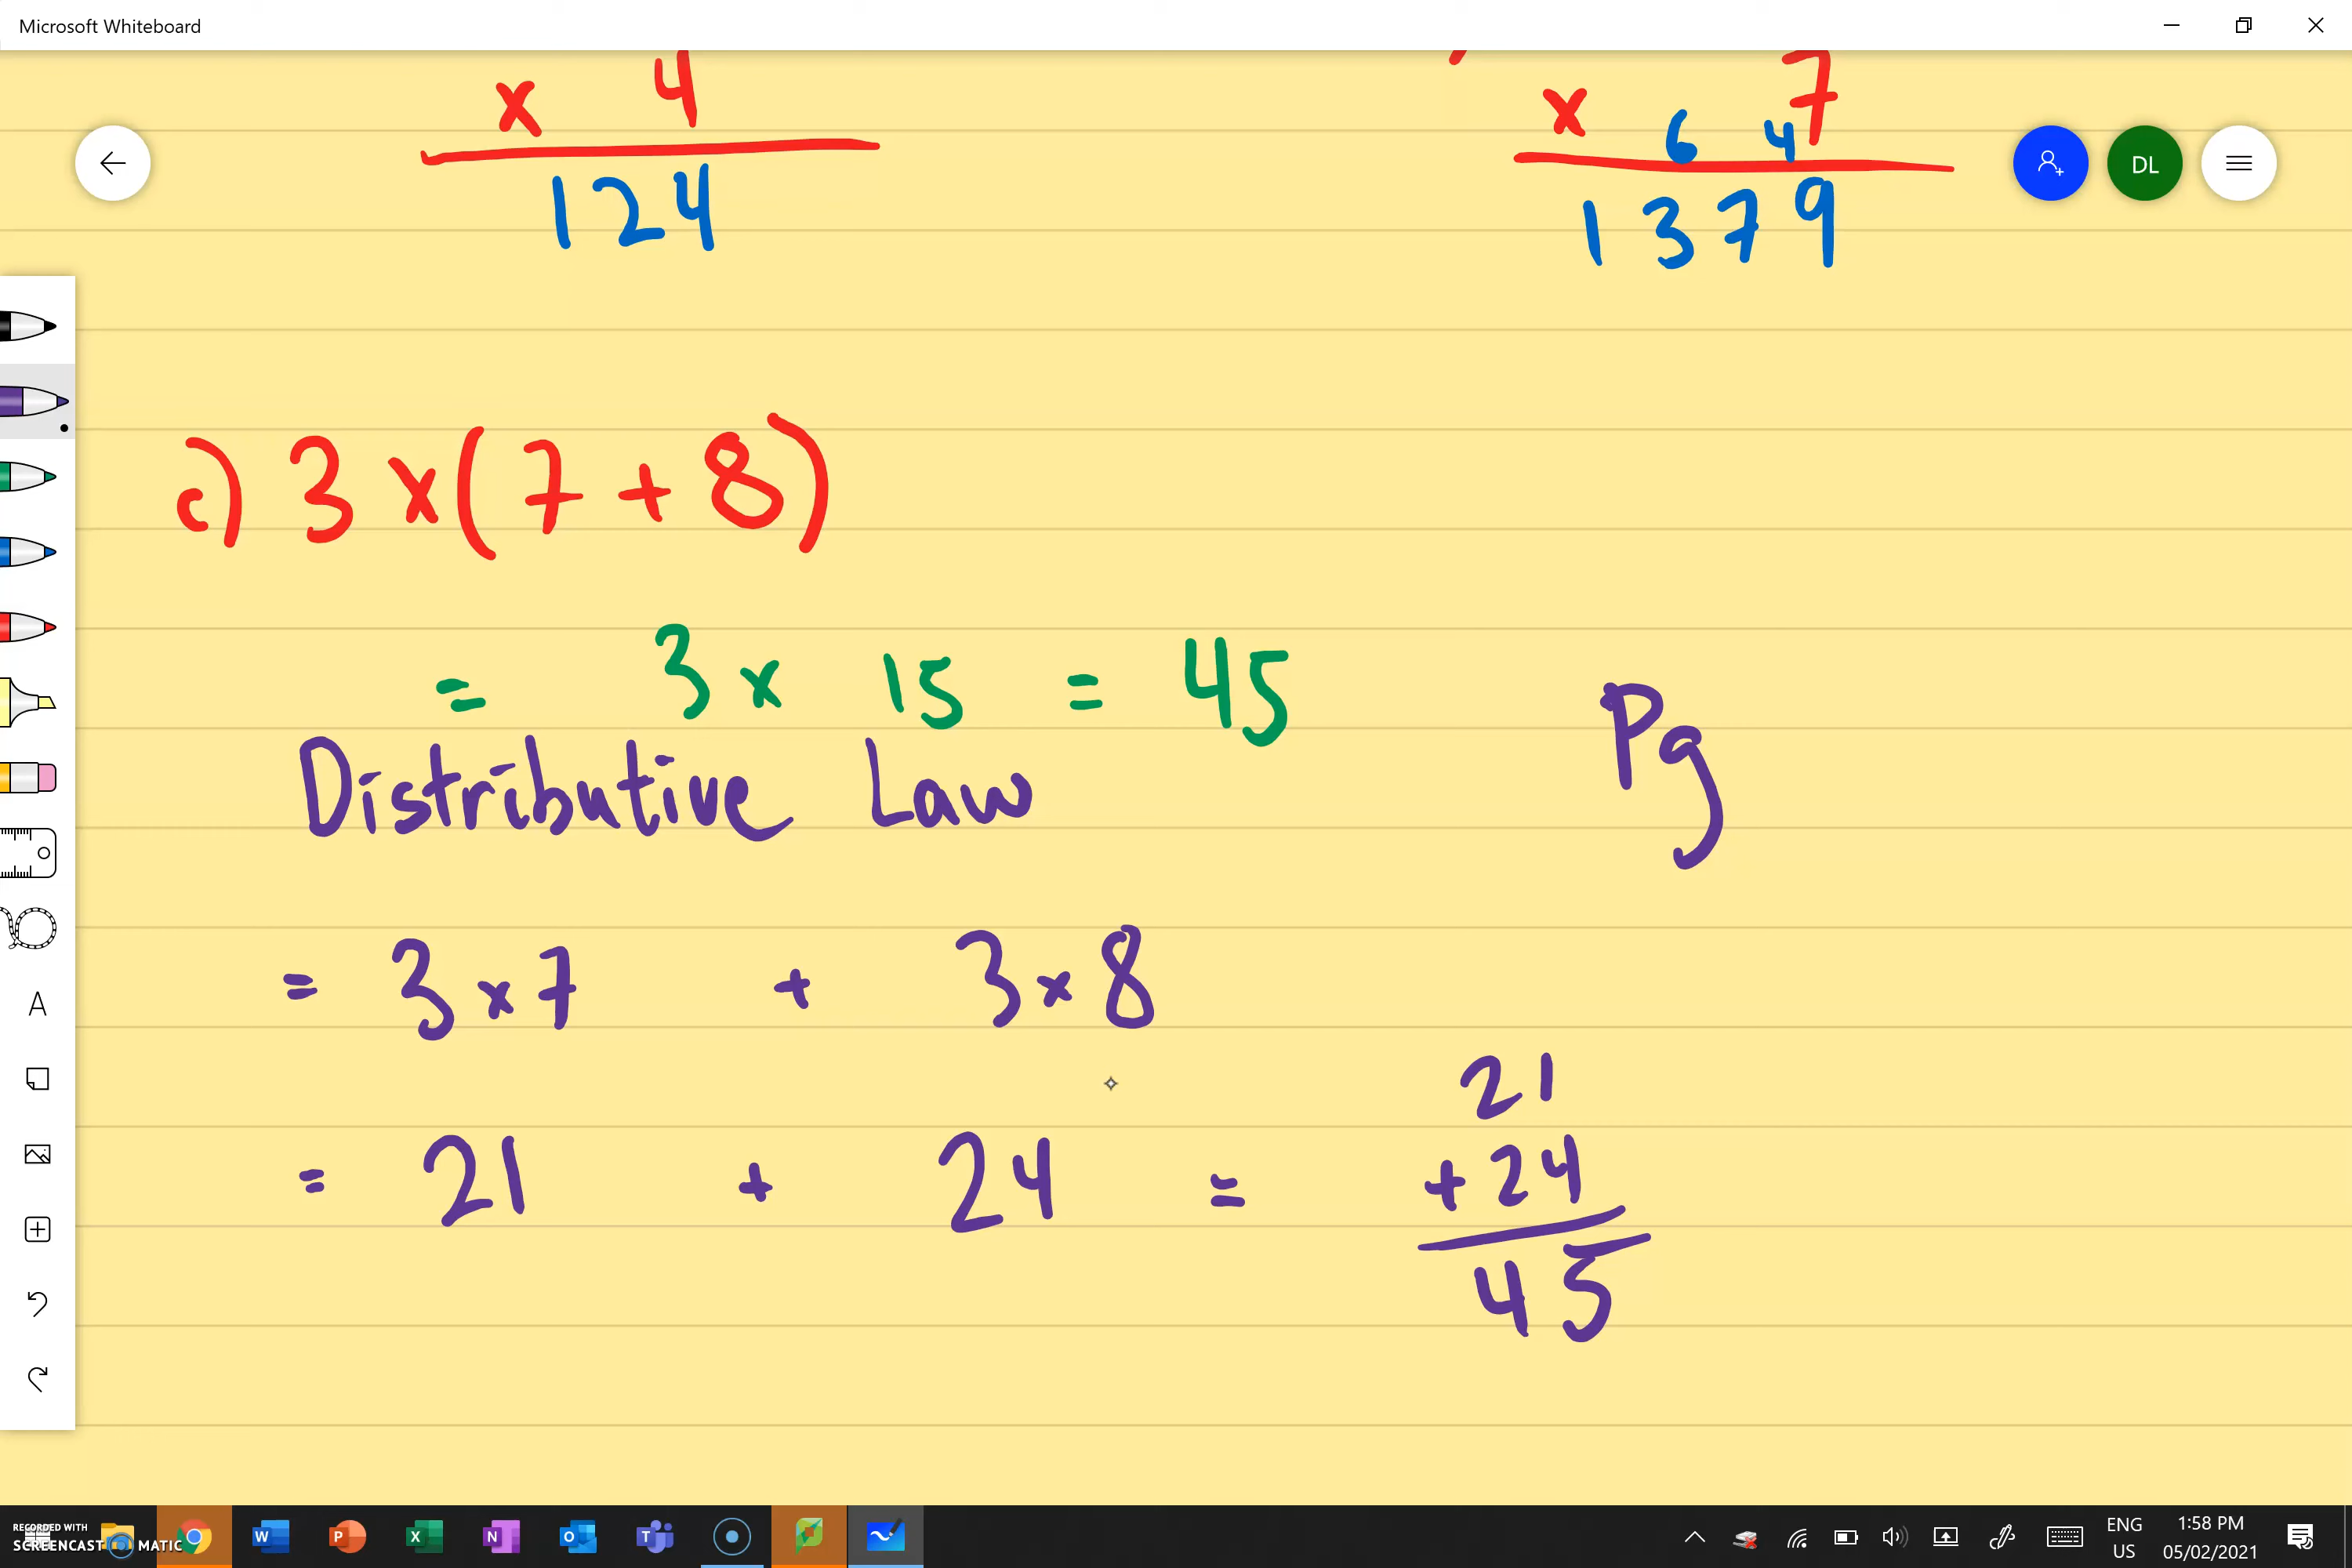 Microsoft Whiteboard
x 4
124
x 7
6 4
1379
DL
c) 3 x (7 + 8)
= 3 x 15 = 45
Distributive Law
Pg
= 3 x 7 + 3 x 8
= 21 + 24 =
21
+ 24
45
A
RECORDED WITH
SCREENCAST MATIC
W
P
X
N
O
T
ENG
US
1:58 PM
05/02/2021